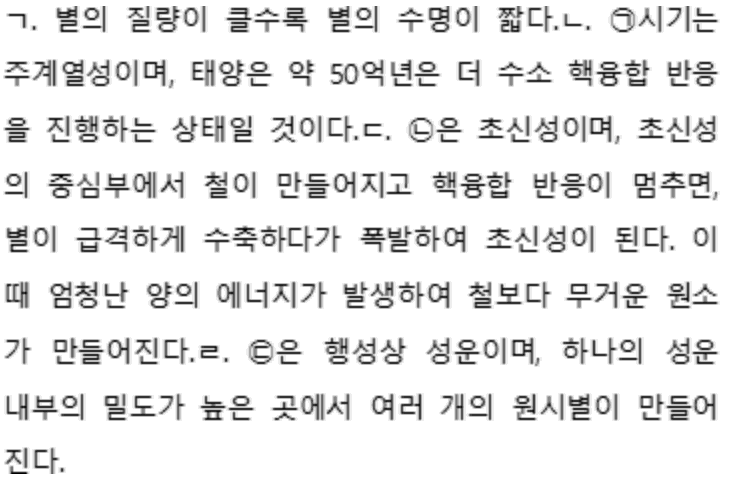 ㄱ. 별의 질량이 클수록 별의 수명이 짧다.ㄴ. ㉠시기는
주계열성이며, 태양은 약 50억년은 더 수소 핵융합 반응
을 진행하는 상태일 것이다.ㄷ. ㉡은 초신성이며, 초신성
의 중심부에서 철이 만들어지고 핵융합 반응이 멈추면,
별이 급격하게 수축하다가 폭발하여 초신성이 된다. 이
때 엄청난 양의 에너지가 발생하여 철보다 무거운 원소
가 만들어진다.ㄹ. ㉢은 행성상 성운이며, 하나의 성운
내부의 밀도가 높은 곳에서 여러 개의 원시별이 만들어
진다.